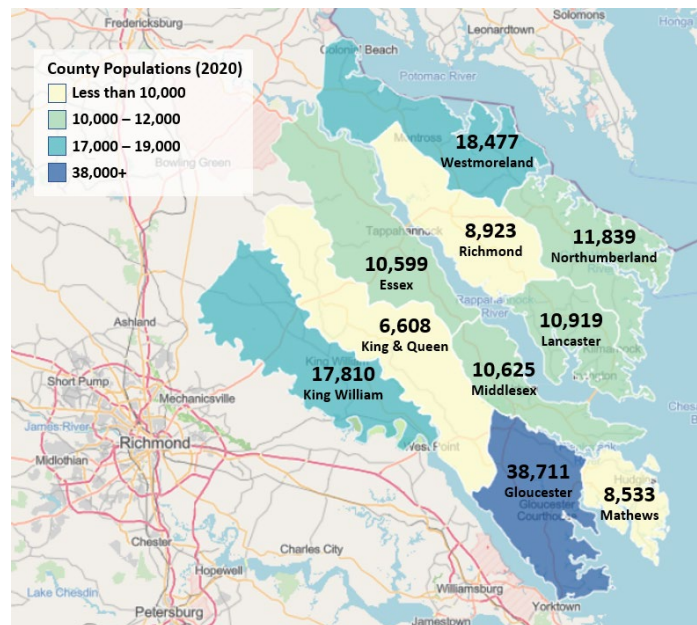 Fredericksburg
Solomons
Leonardtown
Colonial Beach
Potomac River
County Populations (2020)
Less than 10,000
10,000 – 12,000
17,000 – 19,000
38,000+
Bowling Green
Montross
18,477
Westmoreland
Tappahannock
8,923
Richmond
11,839
Northumberland
River
10,599
Essex
River
Ashland
6,608
King & Queen
10,919
Lancaster
King William
17,810
King William
10,625
Middlesex
Short Pump
Mechanicsville
James River
Richmond
West Point
Midlothian
38,711
Gloucester
Gloucester
8,533
Mathews
Chester
Charles City
Hopewell
Lake Chesdin
Williamsburg
Yorktown
Petersburg
Jamestown